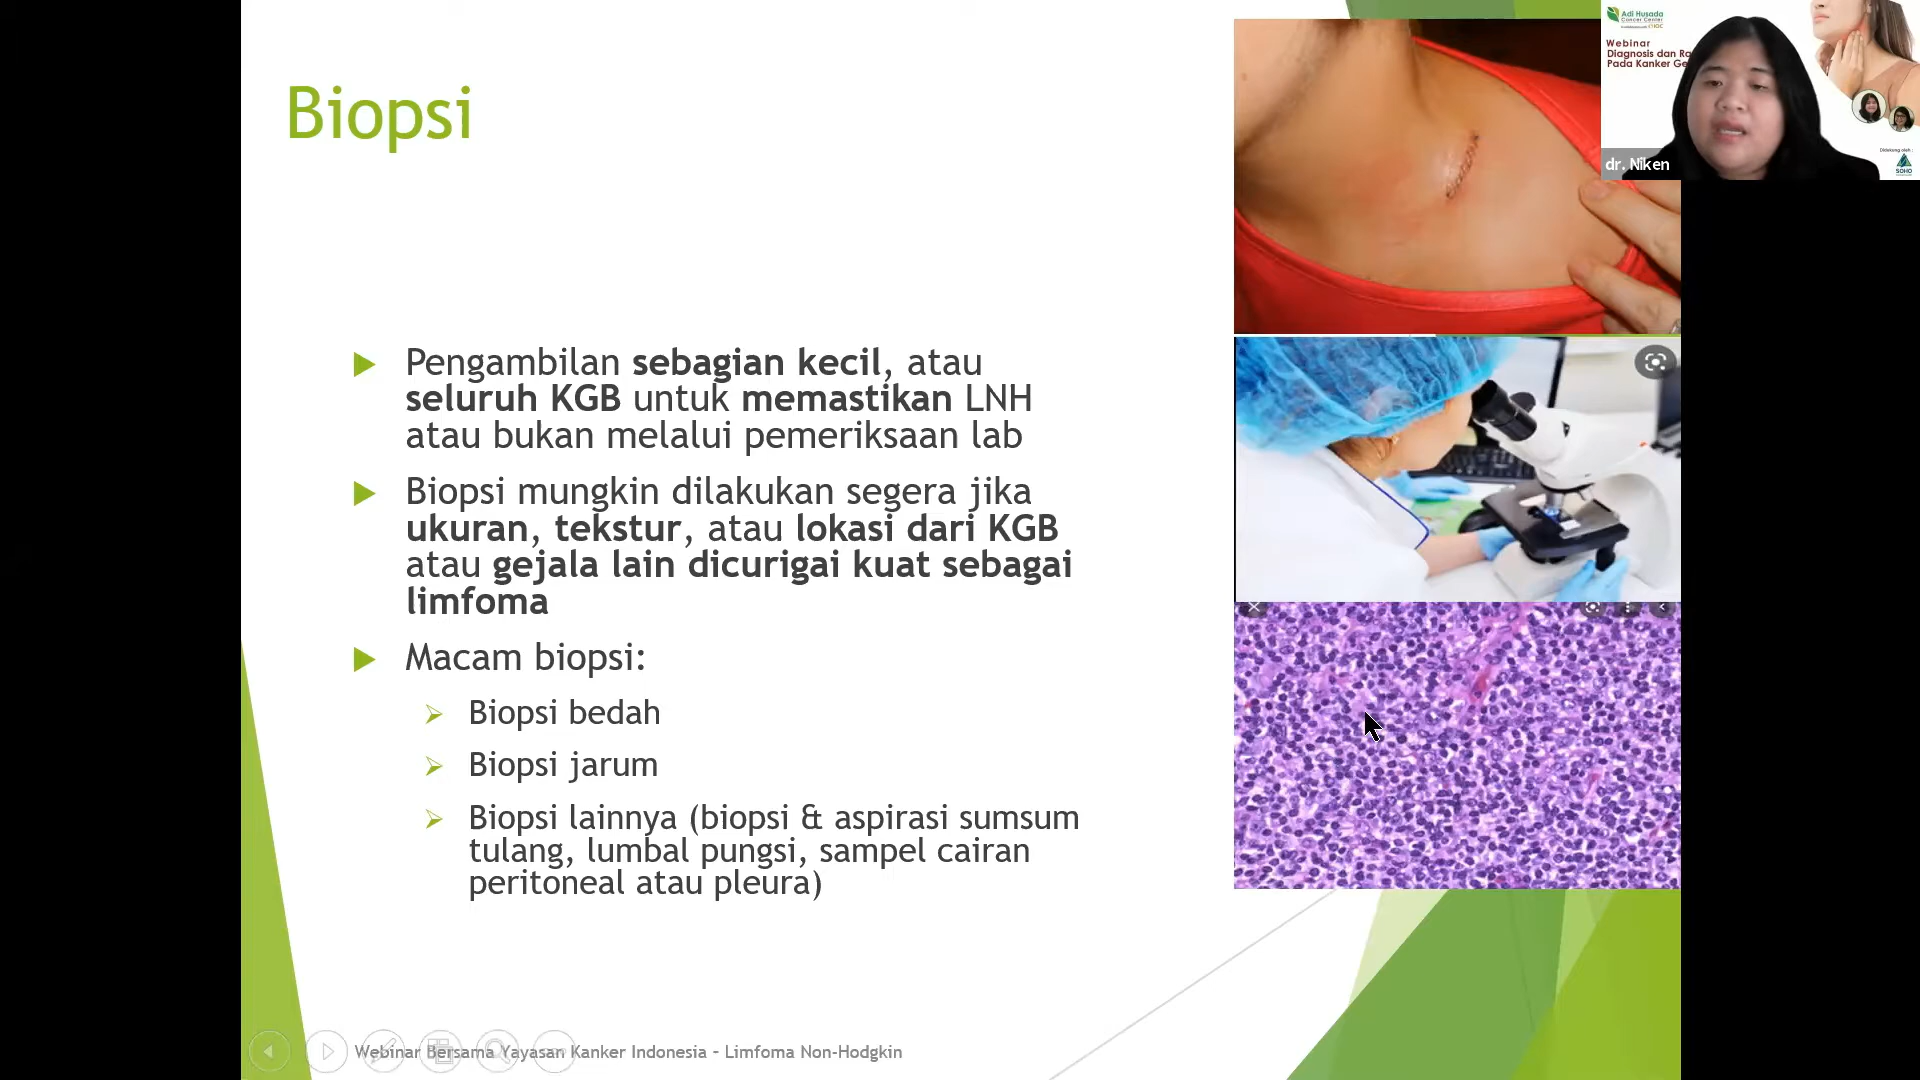 Biopsi
Pengambilan sebagian kecil, atau
seluruh KGB untuk memastikan LNH
atau bukan melalui pemeriksaan lab
Biopsi mungkin dilakukan segera jika
ukuran, tekstur, atau lokasi dari KGB
atau gejala lain dicurigai kuat sebagai
limfoma
Macam biopsi:
Biopsi bedah
Biopsi jarum
Biopsi lainnya (biopsi & aspirasi sumsum
tulang, lumbal pungsi, sampel cairan
peritoneal atau pleura)
Webinar Bersama Yayasan Kanker Indonesia – Limfoma Non-Hodgkin
Adi Husada
Cancer Center
Webinar
Diagnosis dan Ra
Pada Kanker Ge
dr. Niken
Didukung oleh :
SOHO